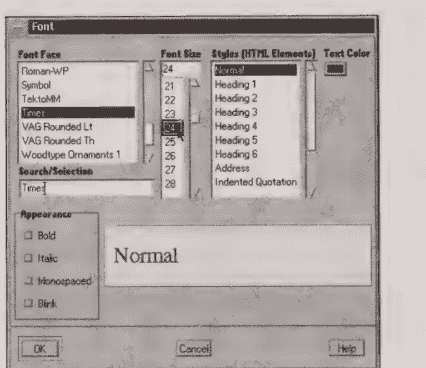 Font
Font Face
Roman-WP
Symbol
TektoMM
Times
VAG Rounded Lt
VAG Rounded Th
Woodtype Ornaments 1
Search/Selection
Times
Font Size
24
21
22
23
24
25
26
27
28
Styles [HTML Elements]
Normal
Heading 1
Heading 2
Heading 3
Heading 4
Heading 5
Heading 6
Address
Indented Quotation
Text Color
Appearance
Bold
Italic
Monospaced
Blink
Normal
OK
Cancel
Help